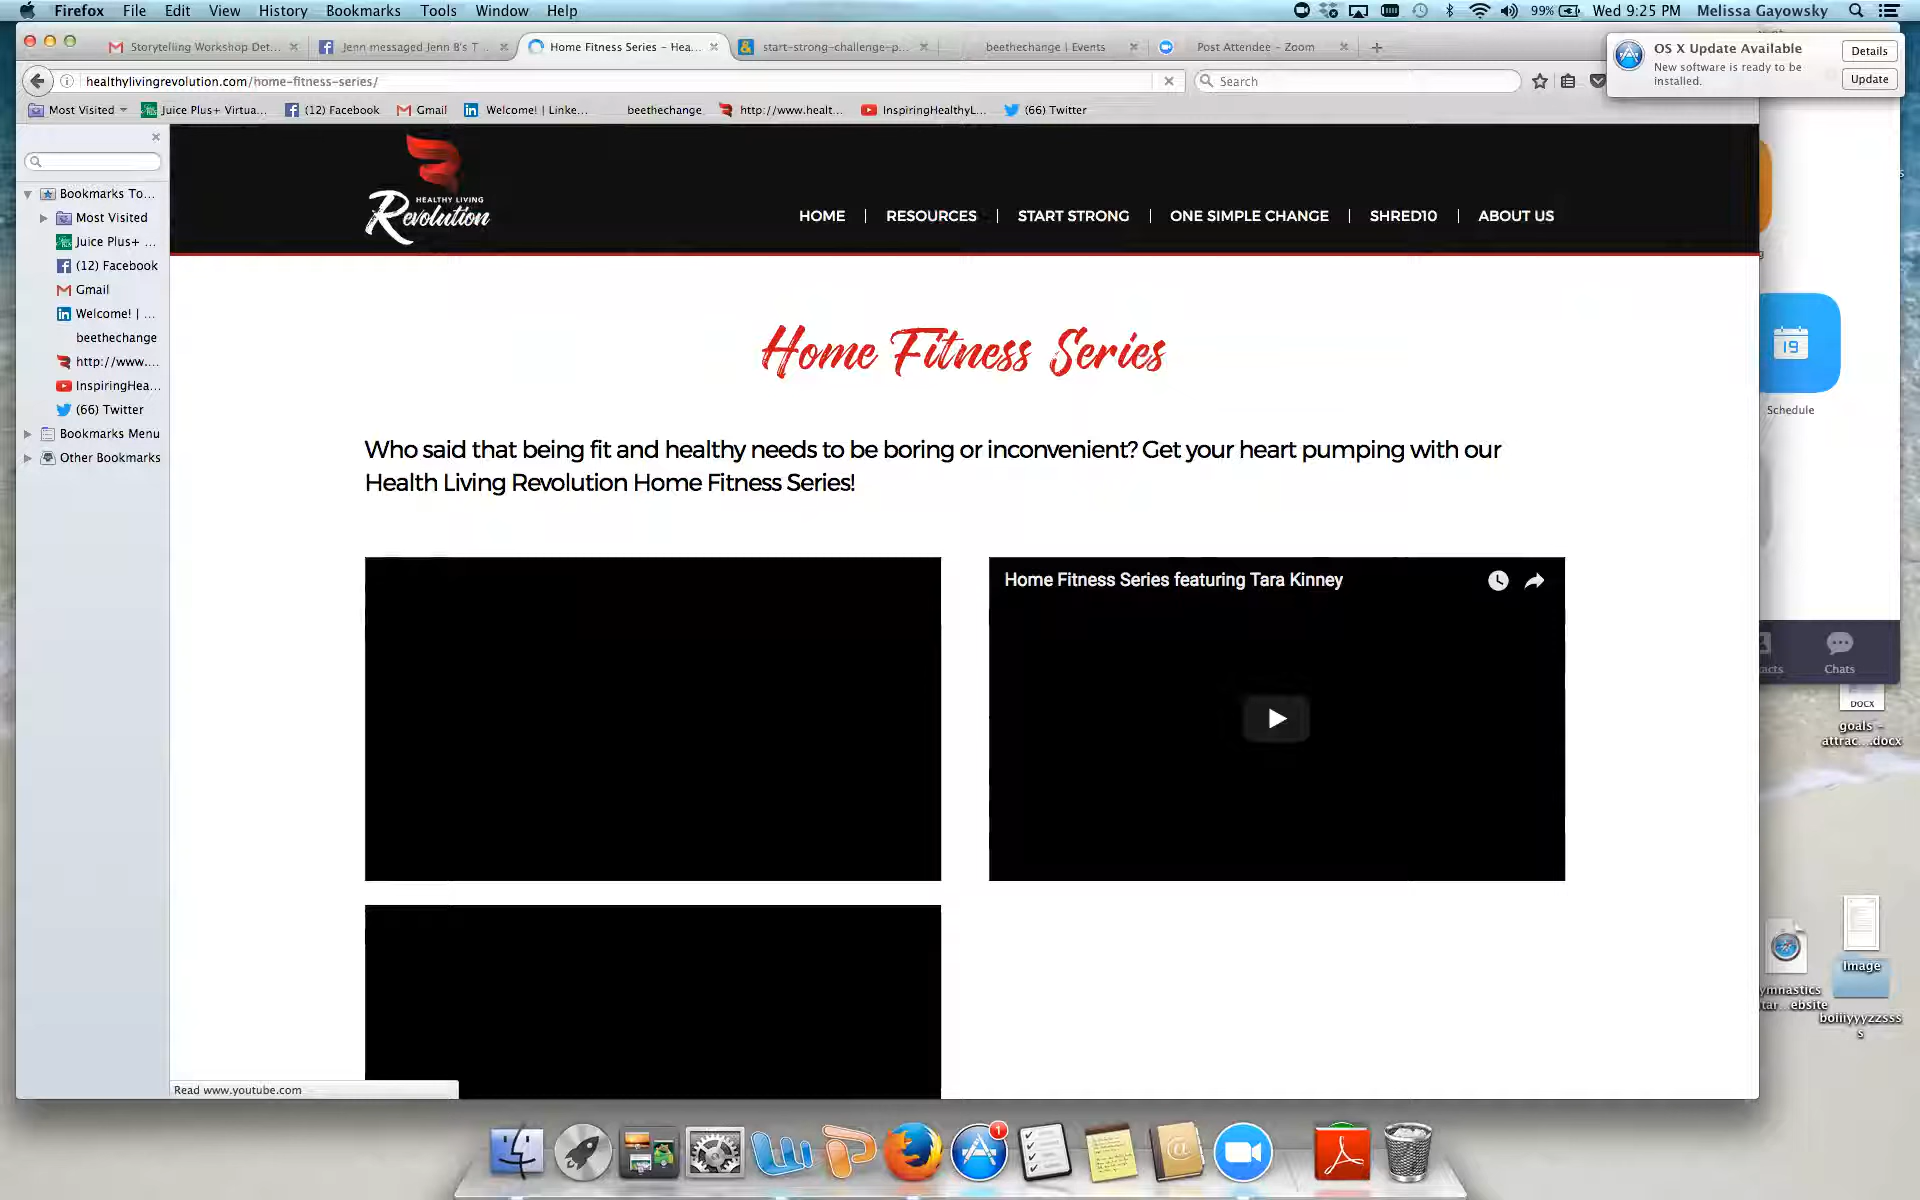 Firefox File Edit View History Bookmarks Tools Window Help 99% Wed 9:25 PM Melissa Gayowsky
Storytelling Workshop Det... Jenn messaged Jenn B's T... Home Fitness Series – Hea... start-strong-challenge-p... beethechange | Events Post Attendee – Zoom
OS X Update Available
New software is ready to be
installed.
Details
Update
healthylivingrevolution.com/home-fitness-series/ Search
Most Visited Juice Plus+ Virtua... (12) Facebook Gmail Welcome! | Linke... beethechange http://www.healt... InspiringHealthyL... (66) Twitter
Bookmarks To...
Most Visited
Juice Plus+ ...
(12) Facebook
Gmail
Welcome! | ...
beethechange
http://www....
InspiringHea...
(66) Twitter
Bookmarks Menu
Other Bookmarks
HEALTHY LIVING
Revolution
HOME | RESOURCES | START STRONG | ONE SIMPLE CHANGE | SHRED10 | ABOUT US
Home Fitness Series
Who said that being fit and healthy needs to be boring or inconvenient? Get your heart pumping with our
Health Living Revolution Home Fitness Series!
Home Fitness Series featuring Tara Kinney
Read www.youtube.com
19
Schedule
acts
Chats
DOCX
goals –
attrac....docx
Image
ymnastics
tar...ebsite
boiiiyyyzzsss
s
1